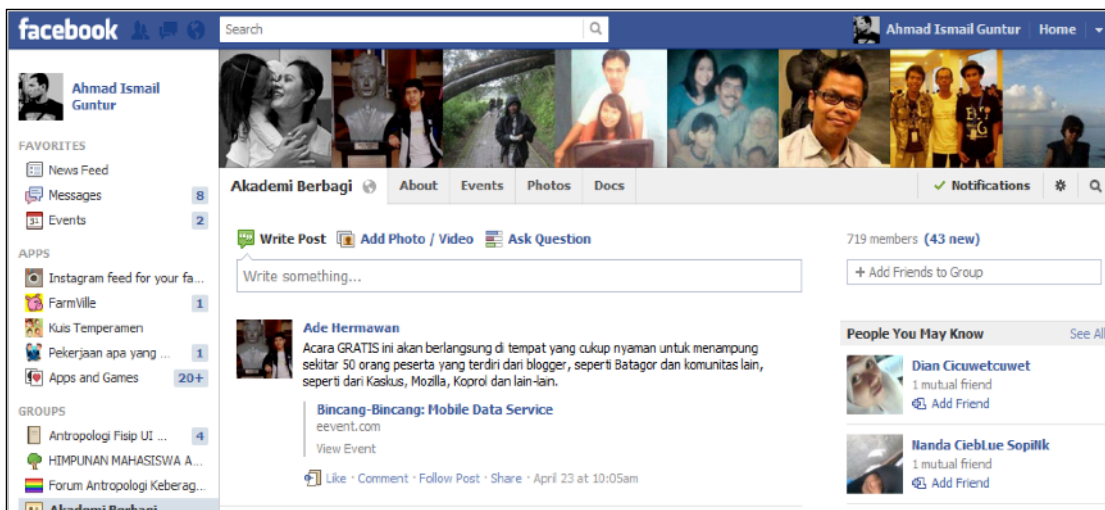 facebook
Search
Ahmad Ismail Guntur
Home
Ahmad Ismail
Guntur
FAVORITES
News Feed
Messages 8
Events 2
APPS
Instagram feed for your fa...
FarmVille 1
Kuis Temperamen
Pekerjaan apa yang ... 1
Apps and Games 20+
GROUPS
Antropologi Fisip UI ... 4
HIMPUNAN MAHASISWA A...
Forum Antropologi Keberag...
Akademi Berbagi
Akademi Berbagi
About
Events
Photos
Docs
Notifications
Write Post
Add Photo / Video
Ask Question
Write something...
Ade Hermawan
Acara GRATIS ini akan berlangsung di tempat yang cukup nyaman untuk menampung
sekitar 50 orang peserta yang terdiri dari blogger, seperti Batagor dan komunitas lain,
seperti dari Kaskus, Mozilla, Koprol dan lain-lain.
Bincang-Bincang: Mobile Data Service
eevent.com
View Event
Like · Comment · Follow Post · Share · April 23 at 10:05am
719 members (43 new)
+ Add Friends to Group
People You May Know
See All
Dian Cicuwetcuwet
1 mutual friend
Add Friend
Nanda CiebLue SopiNk
1 mutual friend
Add Friend